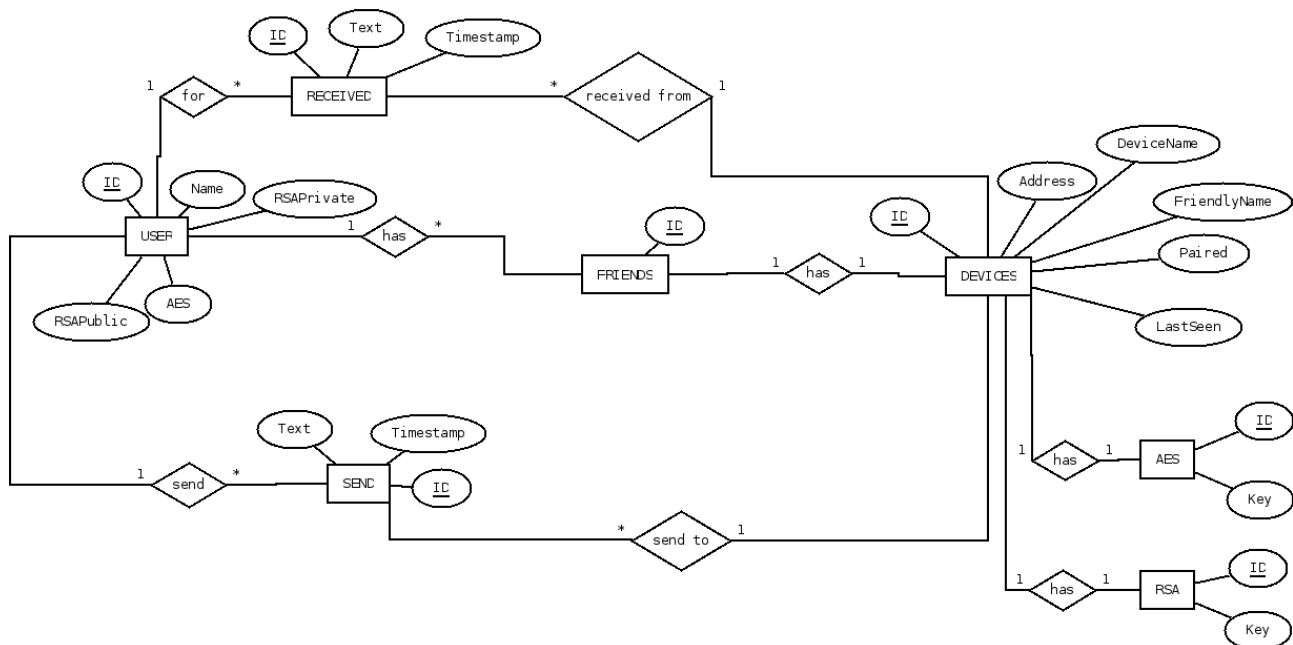 ID
Text
Timestamp
1
for
*
RECEIVED
*
received from
1
DeviceName
ID
Name
RSAPrivate
Address
FriendlyName
USER
1
has
*
ID
ID
FRIENDS
1
has
1
DEVICES
Paired
RSAPublic
AES
LastSeen
Text
Timestamp
ID
1
send
*
SEND
ID
1
has
1
AES
Key
*
send to
1
ID
1
has
1
RSA
Key